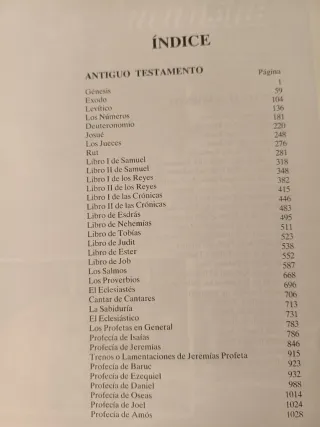 ÍNDICE
ANTIGUO TESTAMENTO Página
Génesis 1
Exodo 59
Levítico 104
Los Números 136
Deuteronomio 181
Josué 220
Los Jueces 248
Rut 276
Libro I de Samuel 281
Libro II de Samuel 318
Libro I de los Reyes 348
Libro II de los Reyes 382
Libro I de las Crónicas 415
Libro II de las Crónicas 446
Libro de Esdrás 483
Libro de Nehemías 495
Libro de Tobías 511
Libro de Judit 523
Libro de Ester 538
Libro de Job 552
Los Salmos 587
Los Proverbios 668
El Eclesiastés 696
Cantar de Cantares 706
La Sabiduría 713
El Eclesiástico 731
Los Profetas en General 783
Profecía de Isaías 786
Profecía de Jeremías 846
Trenos o Lamentaciones de Jeremías Profeta 915
Profecía de Baruc 923
Profecía de Ezequiel 932
Profecía de Daniel 988
Profecía de Oseas 1014
Profecía de Joel 1024
Profecía de Amós 1028